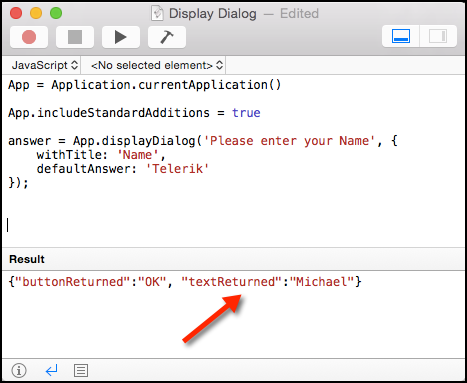 Display Dialog — Edited
JavaScript <No selected element>
App = Application.currentApplication()
App.includeStandardAdditions = true
answer = App.displayDialog('Please enter your Name', {
    withTitle: 'Name',
    defaultAnswer: 'Telerik'
});
Result
{"buttonReturned":"OK", "textReturned":"Michael"}